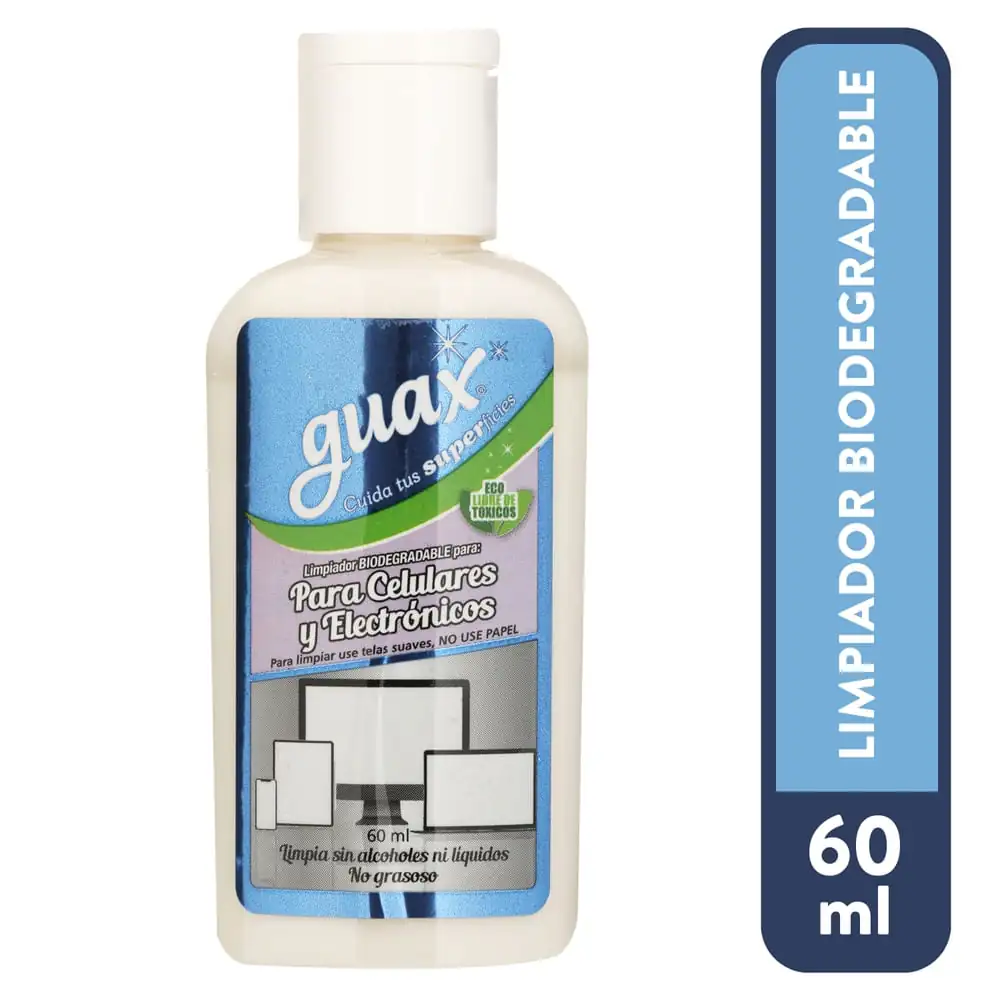 guax©
Cuida tus superficies
ECO
LIBRE DE
TOXICOS
Limpiador BIODEGRADABLE para:
Para Celulares
y Electrónicos
Para limpiar use telas suaves, NO USE PAPEL
60 ml
Limpia sin alcoholes ni líquidos
No grasoso
LIMPIADOR BIODEGRADABLE
60
ml